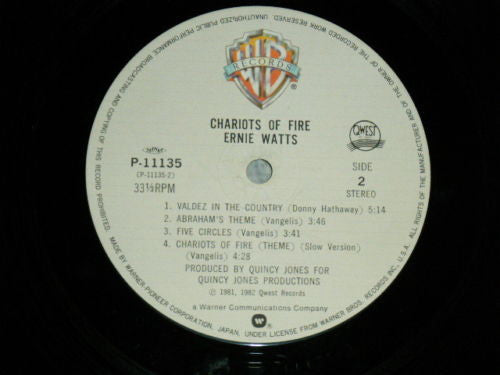 UNAUTHORIZED PUBLIC PERFORMANCE, BROADCASTING AND COPYING OF THIS RECORD PROHIBITED.
ALL RIGHTS OF THE MANUFACTURER AND OF THE OWNER OF THE RECORDED WORK RESERVED.
WB
RECORDS
®
CHARIOTS OF FIRE
ERNIE WATTS
P-11135
(P-11135-2)
33⅓RPM
QWEST
SIDE
2
STEREO
1. VALDEZ IN THE COUNTRY (Donny Hathaway) 5:14
2. ABRAHAM'S THEME (Vangelis) 3:46
3. FIVE CIRCLES (Vangelis) 3:41
4. CHARIOTS OF FIRE (THEME) (Slow Version)
(Vangelis) 4:28
PRODUCED BY QUINCY JONES FOR
QUINCY JONES PRODUCTIONS
℗ 1981, 1982 Qwest Records
a Warner Communications Company
MADE BY WARNER-PIONEER CORPORATION, JAPAN, UNDER LICENSE FROM WARNER BROS. RECORDS INC., U.S.A.